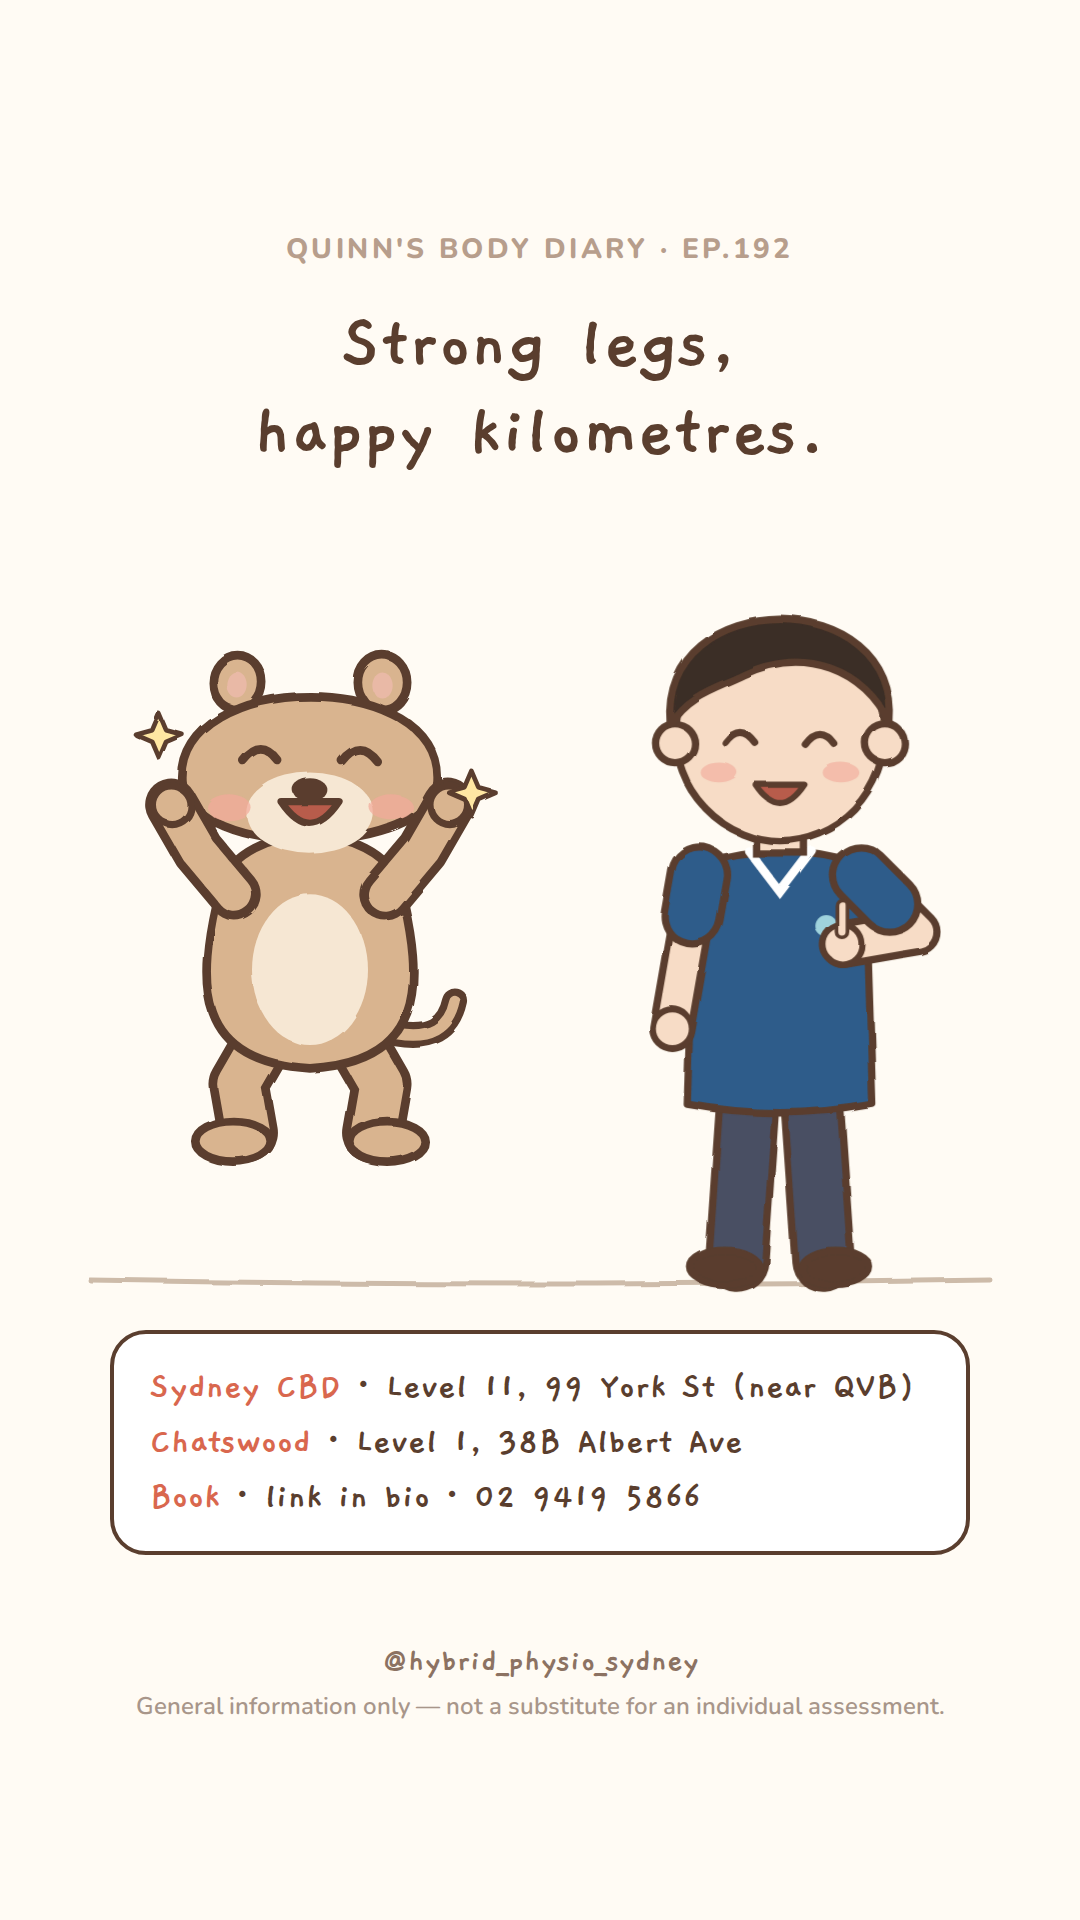 QUINN'S BODY DIARY · EP.192
Strong legs,
happy kilometres.
Sydney CBD · Level 11, 99 York St (near QVB)
Chatswood · Level 1, 38B Albert Ave
Book · link in bio · 02 9419 5866
@hybrid_physio_sydney
General information only — not a substitute for an individual assessment.